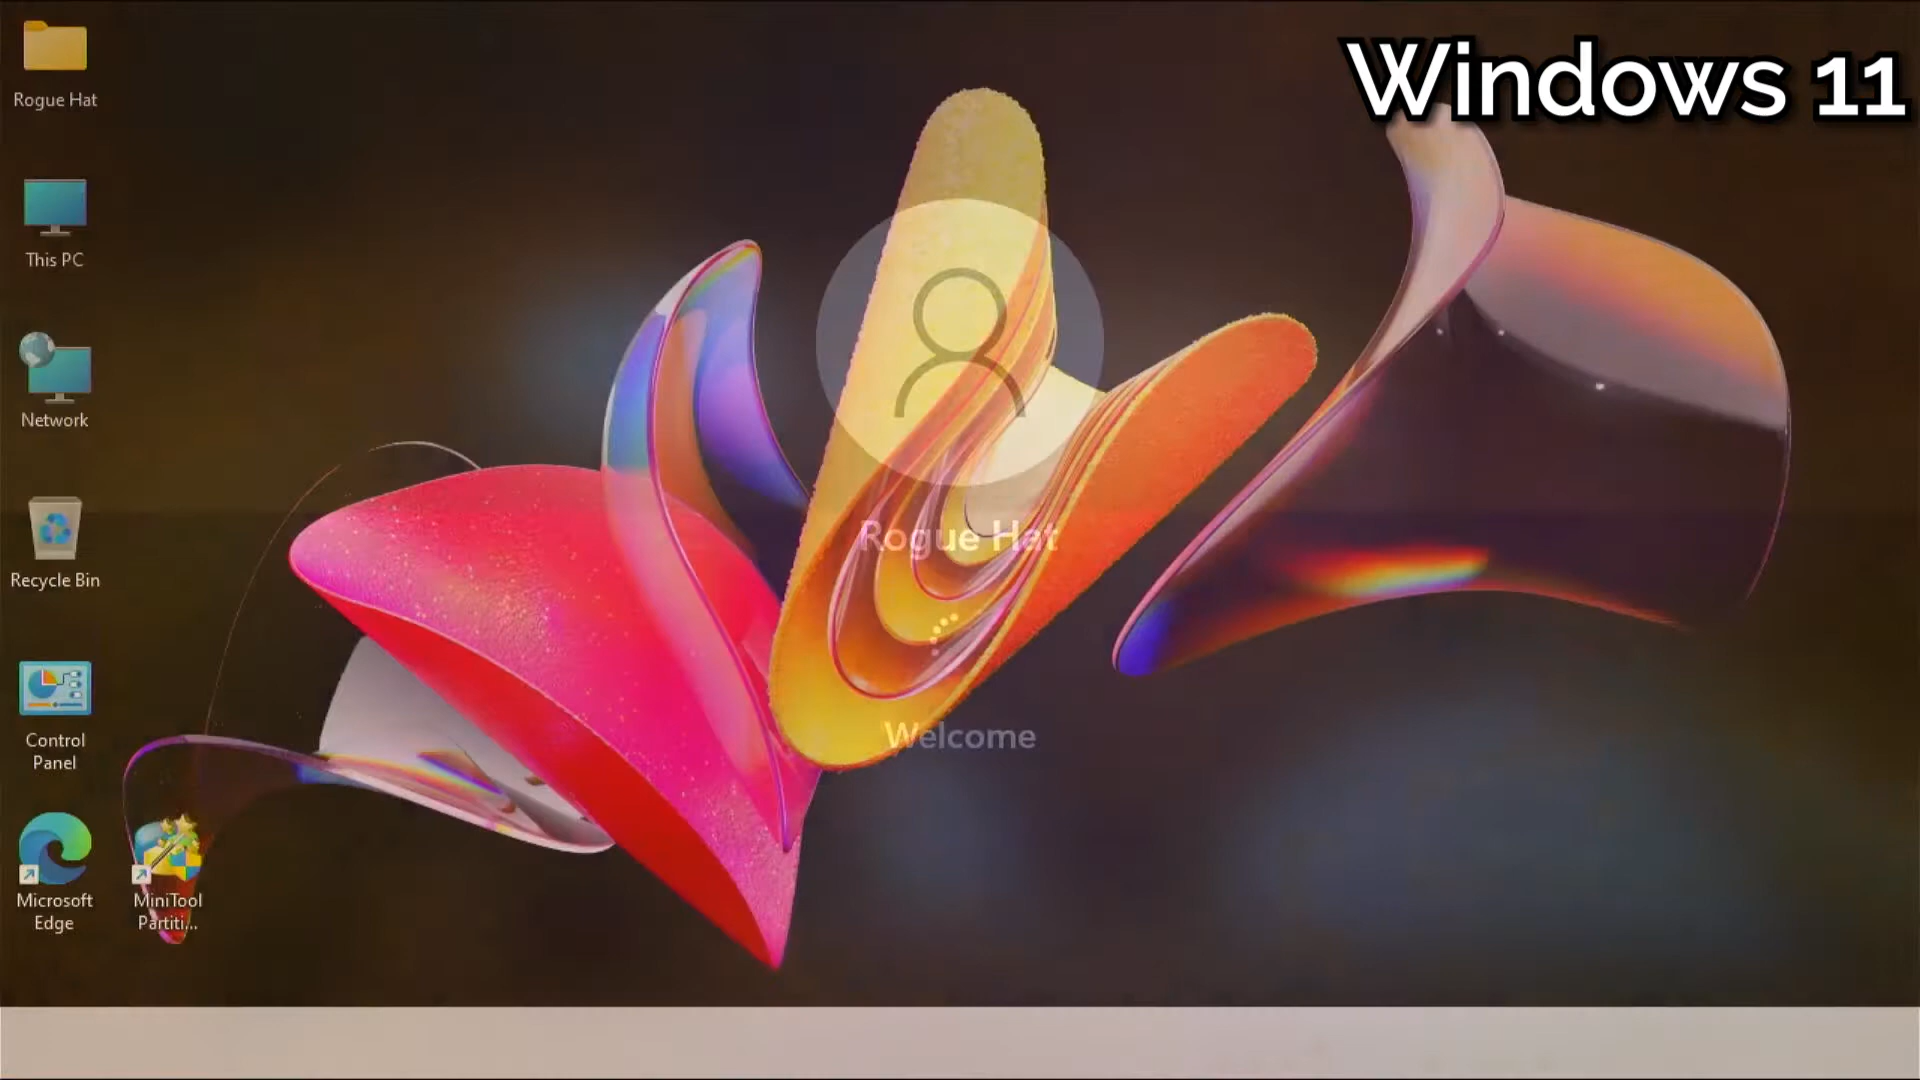 Windows 11
Rogue Hat
This PC
Network
Recycle Bin
Control
Panel
Microsoft
Edge
MiniTool
Partiti...
Rogue Hat
Welcome